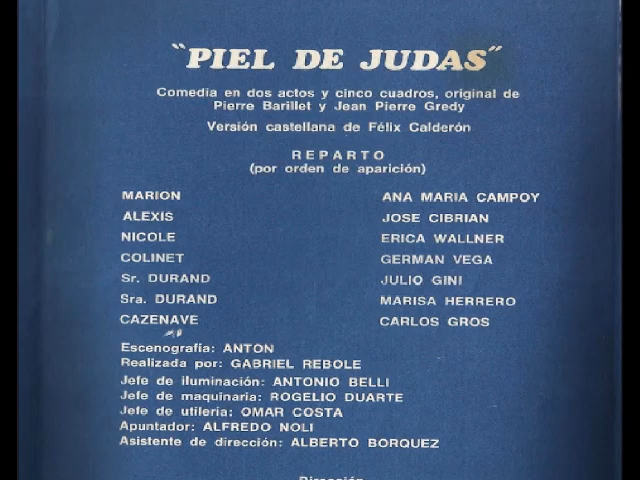 "PIEL DE JUDAS"
Comedia en dos actos y cinco cuadros, original de
Pierre Barillet y Jean Pierre Gredy
Versión castellana de Félix Calderón
REPARTO
(por orden de aparición)
MARION ANA MARIA CAMPOY
ALEXIS JOSE CIBRIAN
NICOLE ERICA WALLNER
COLINET GERMAN VEGA
Sr. DURAND JULIO GINI
Sra. DURAND MARISA HERRERO
CAZENAVE CARLOS GROS
Escenografía: ANTON
Realizada por: GABRIEL REBOLE
Jefe de iluminación: ANTONIO BELLI
Jefe de maquinaria: ROGELIO DUARTE
Jefe de utilería: OMAR COSTA
Apuntador: ALFREDO NOLI
Asistente de dirección: ALBERTO BORQUEZ
Dirección